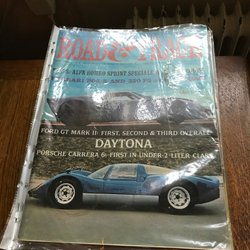 ROAD & TRACK
ALFA ROMEO SPRINT SPECIALE
FORD GT MARK II: FIRST, SECOND & THIRD OVERALL
DAYTONA
PORSCHE CARRERA 6: FIRST IN UNDER-2-LITER CLASS